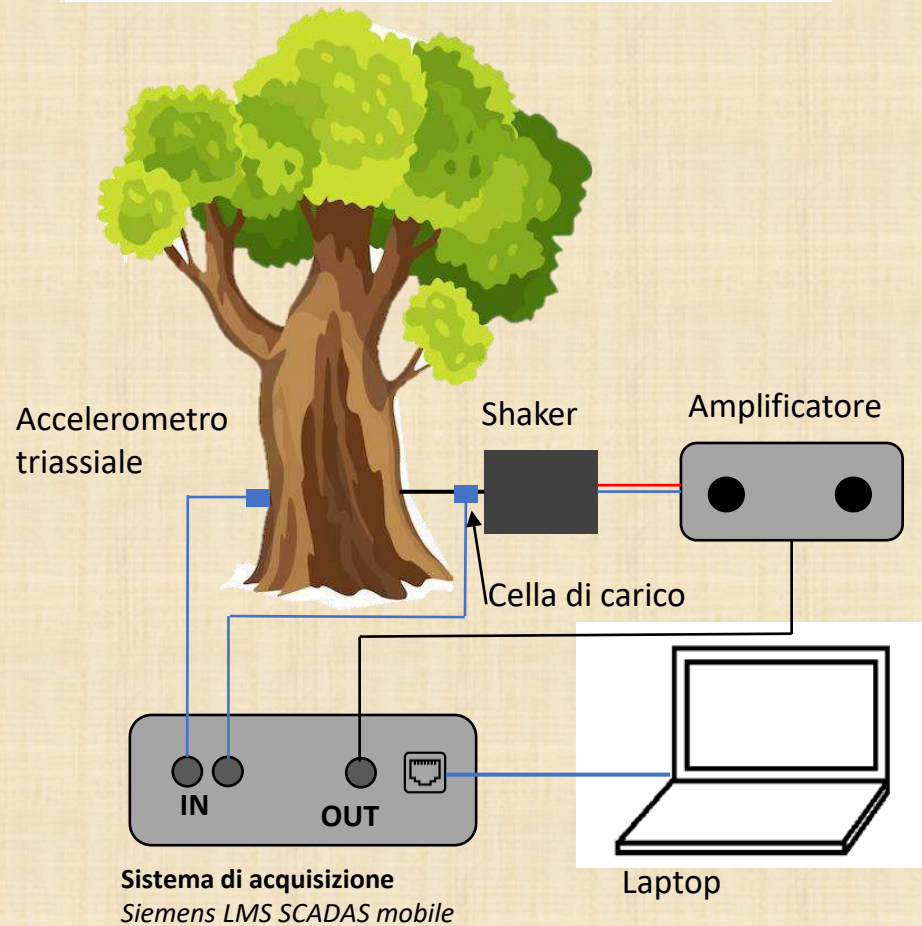 Accelerometro
triassiale
Shaker
Amplificatore
Cella di carico
IN
OUT
Sistema di acquisizione
Siemens LMS SCADAS mobile
Laptop